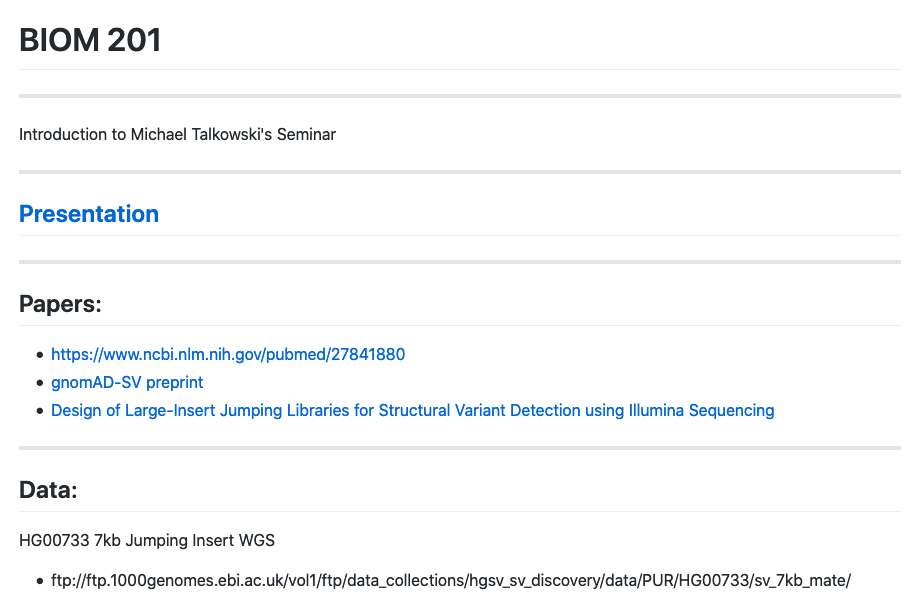 BIOM 201
Introduction to Michael Talkowski's Seminar
Presentation
Papers:
https://www.ncbi.nlm.nih.gov/pubmed/27841880
gnomAD-SV preprint
Design of Large-Insert Jumping Libraries for Structural Variant Detection using Illumina Sequencing
Data:
HG00733 7kb Jumping Insert WGS
ftp://ftp.1000genomes.ebi.ac.uk/vol1/ftp/data_collections/hgsv_sv_discovery/data/PUR/HG00733/sv_7kb_mate/